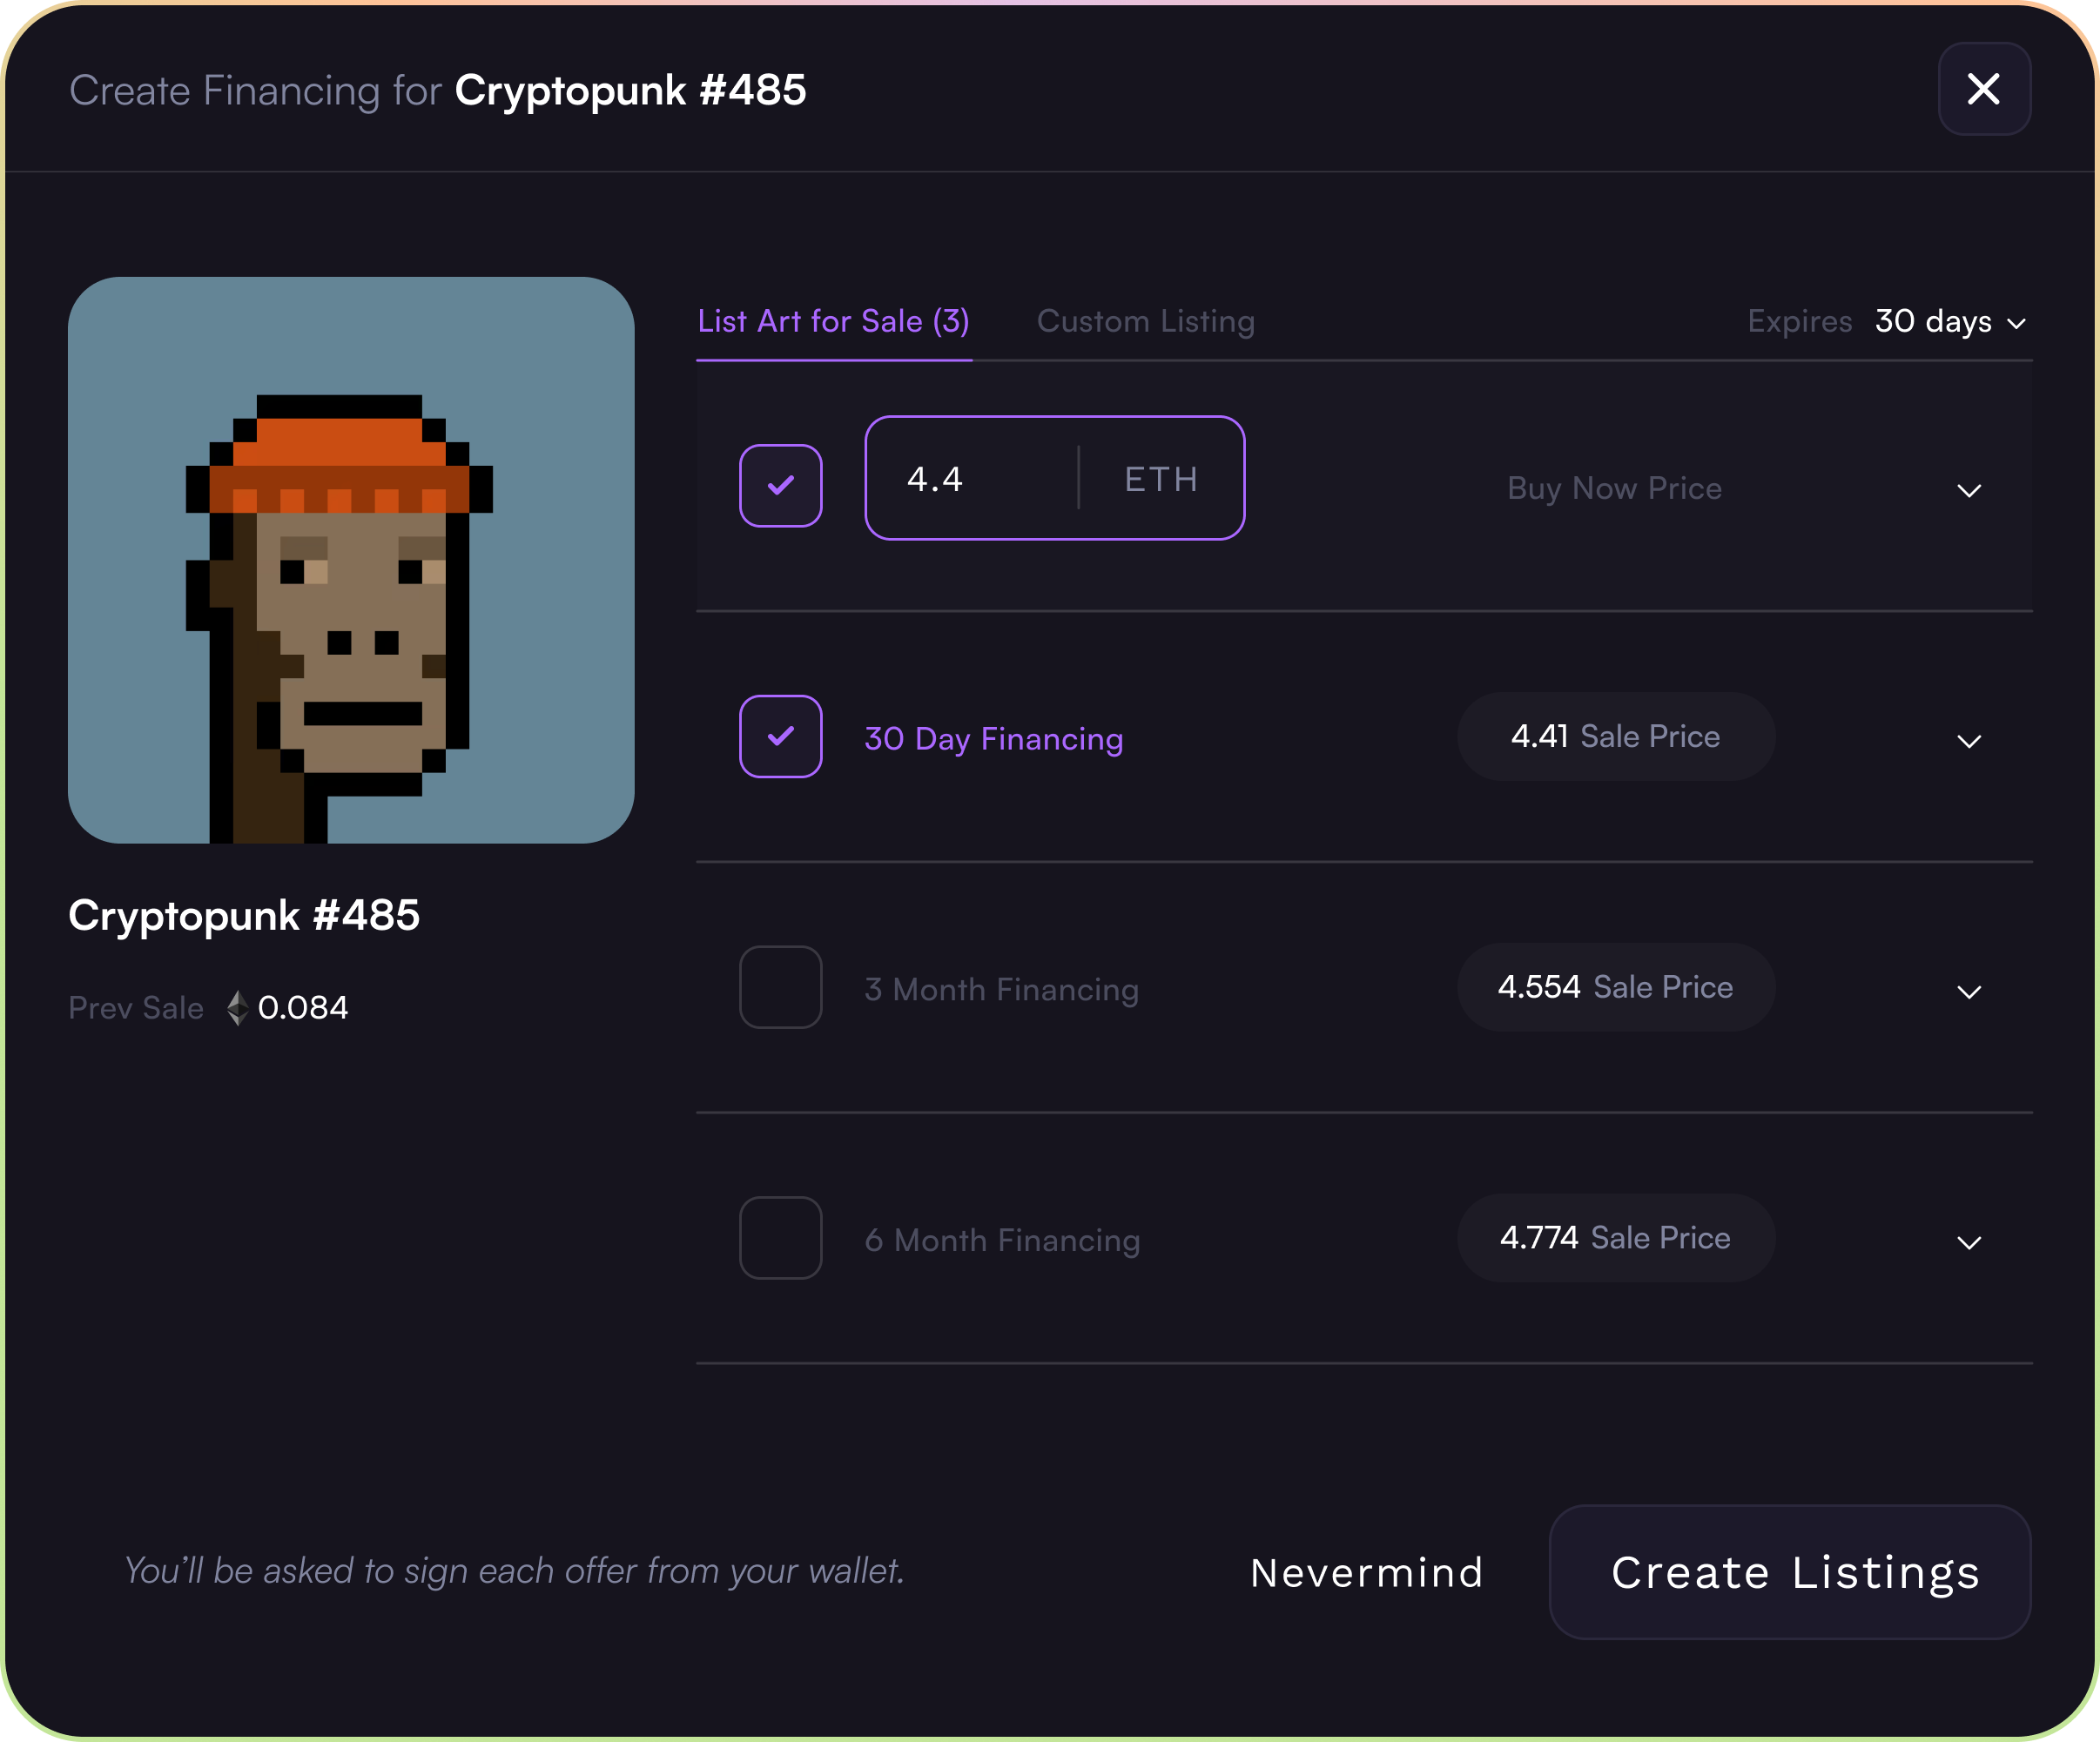 Create Financing for Cryptopunk #485
List Art for Sale (3) Custom Listing Expires 30 days
4.4 ETH Buy Now Price
30 Day Financing 4.41 Sale Price
Cryptopunk #485
Prev Sale 0.084
3 Month Financing 4.554 Sale Price
6 Month Financing 4.774 Sale Price
You’ll be asked to sign each offer from your wallet. Nevermind Create Listings